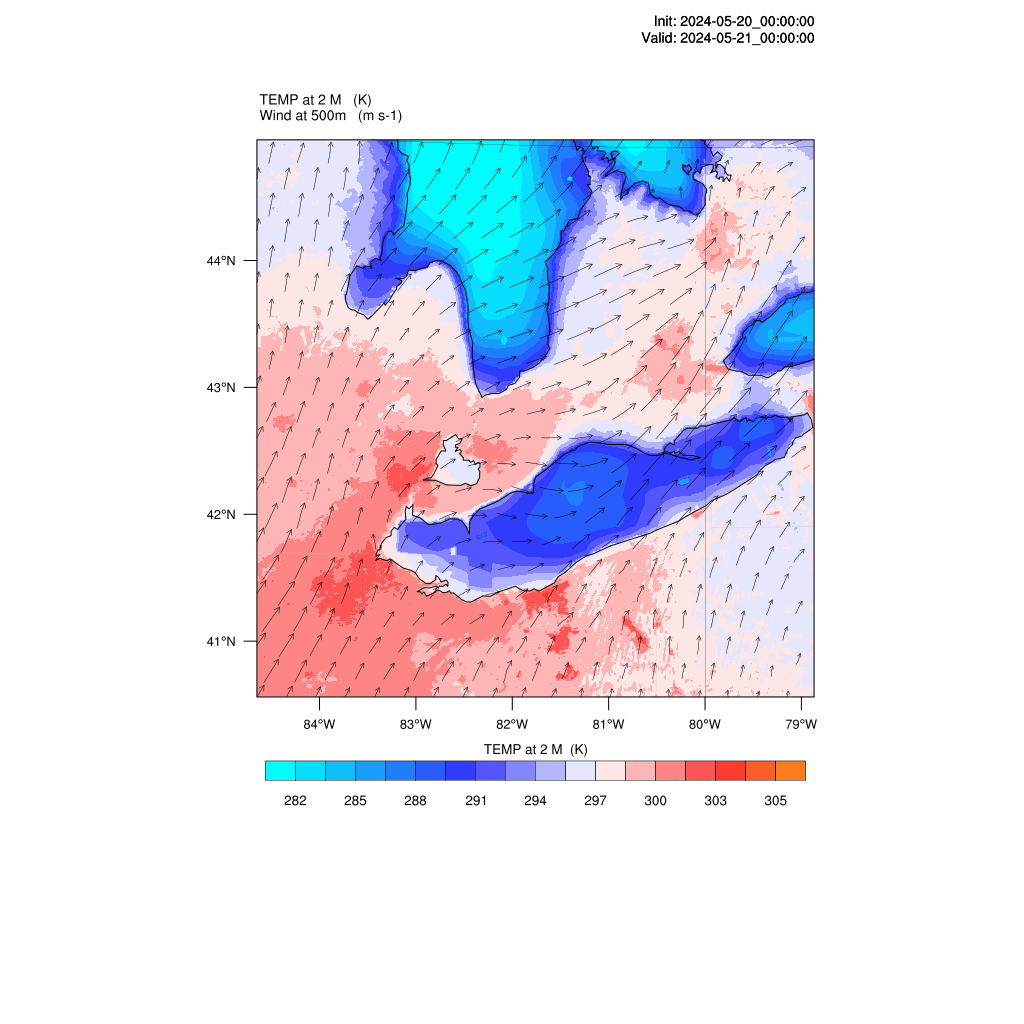 Init: 2024-05-20_00:00:00
Valid: 2024-05-21_00:00:00
TEMP at 2 M (K)
Wind at 500m (m s-1)
44°N
43°N
42°N
41°N
84°W 83°W 82°W 81°W 80°W 79°W
TEMP at 2 M (K)
282 285 288 291 294 297 300 303 305